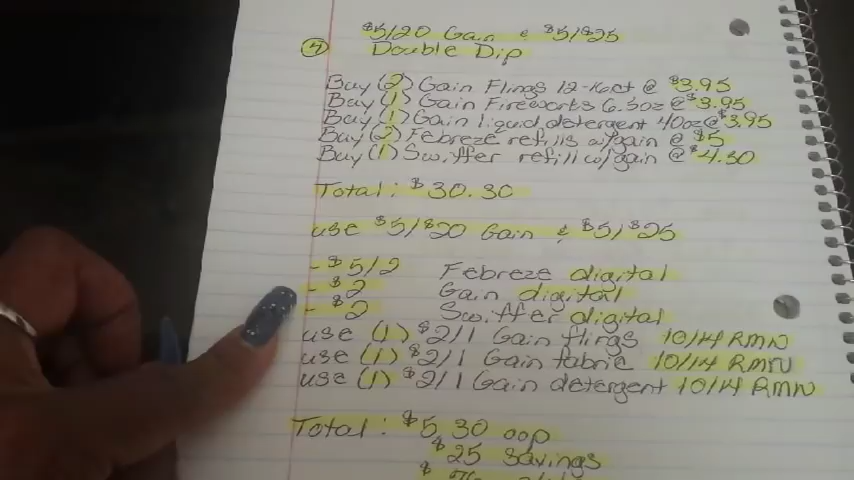 $5/20 Gain & $5/$25
4 Double Dip
Buy (2) Gain Flings 12-16ct @ $3.95
Buy (1) Gain Fireworks 6.5oz @ $3.95
Buy (1) Gain liquid detergent 40oz @ $3.95
Buy (2) Febreze refills w/gain @ $5
Buy (1) Swiffer refill w/gain @ $4.50
Total: $30.30
use $5/$20 Gain & $5/$25
- $5/2 Febreze digital
- $2 Gain digital
- $2 Swiffer digital
use (1) $2/1 Gain flings 10/14 RMN
use (1) $2/1 Gain fabric 10/14 RMN
use (1) $2/1 Gain detergent 10/14 RMN
Total: $5.30 oop
$25 savings
$